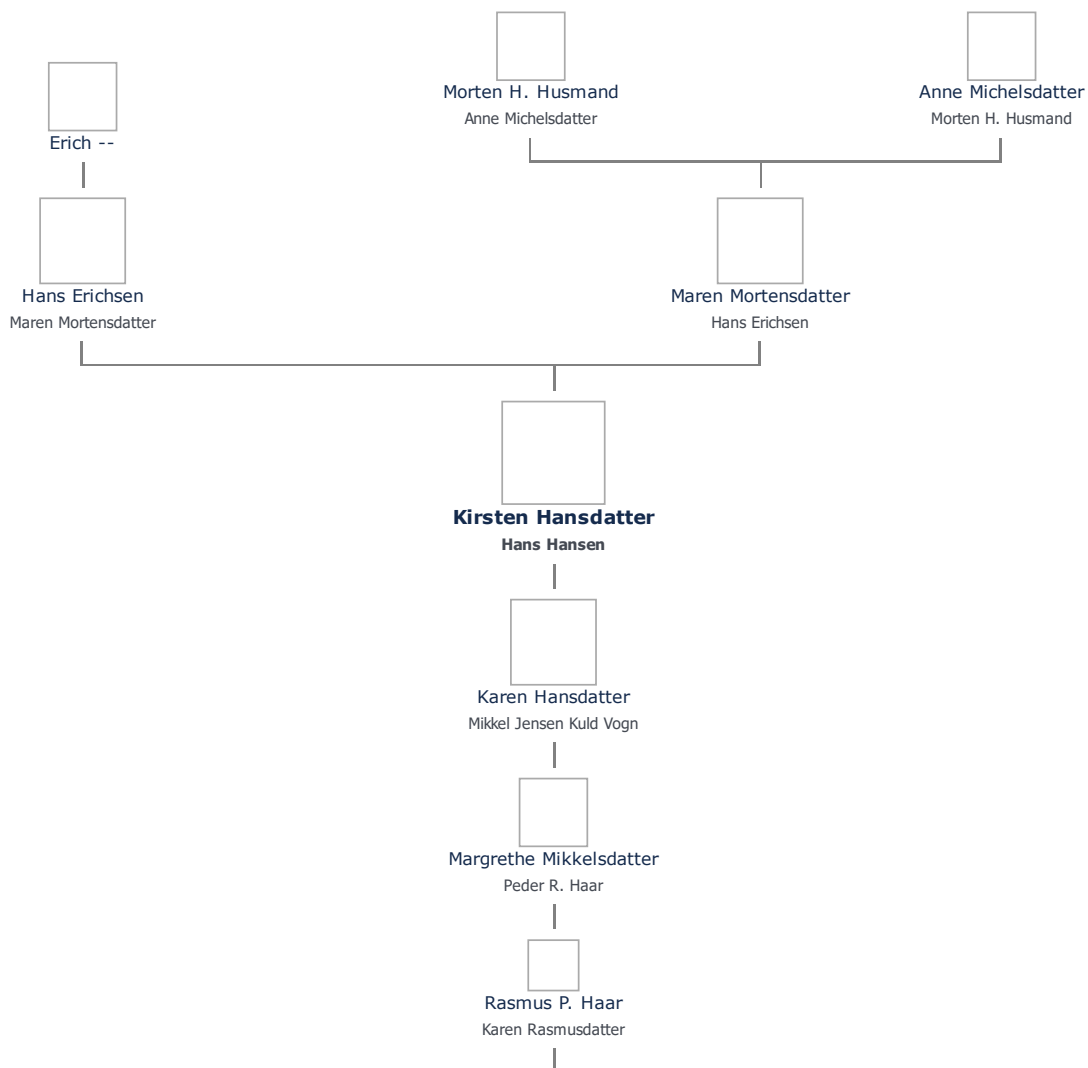 Morten H. Husmand
Anne Michelsdatter
Anne Michelsdatter
Morten H. Husmand
Erich --
Hans Erichsen
Maren Mortensdatter
Maren Mortensdatter
Hans Erichsen
Kirsten Hansdatter
Hans Hansen
Karen Hansdatter
Mikkel Jensen Kuld Vogn
Margrethe Mikkelsdatter
Peder R. Haar
Rasmus P. Haar
Karen Rasmusdatter